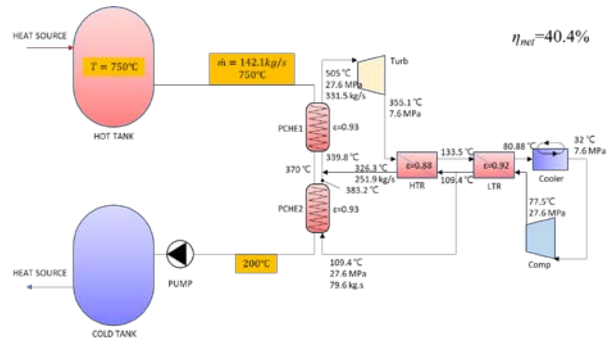 HEAT SOURCE
T = 750℃
HOT TANK
ṁ = 142.1kg/s
750℃
η_net=40.4%
505 ℃
27.6 MPa
331.5 kg/s
Turb
355.1 ℃
7.6 MPa
PCHE1
ε=0.93
339.8 ℃
370 ℃
326.3 ℃
251.9 kg/s
383.2 ℃
PCHE2
ε=0.93
ε=0.88
HTR
133.5 ℃
109.4 ℃
ε=0.92
LTR
80.88 ℃
Cooler
32 ℃
7.6 MPa
77.5℃
27.6 MPa
Comp
109.4 ℃
27.6 MPa
79.6 kg.s
200℃
PUMP
HEAT SOURCE
COLD TANK